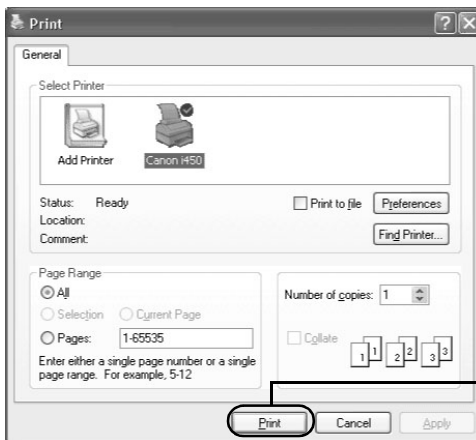 Print
General
Select Printer
Add Printer
Canon i450
Status: Ready
Location:
Comment:
Print to file
Preferences
Find Printer...
Page Range
All
Selection
Current Page
Pages:
1-65535
Enter either a single page number or a single
page range. For example, 5-12
Number of copies: 1
Collate
1 1 2 2 3 3
Print
Cancel
Apply